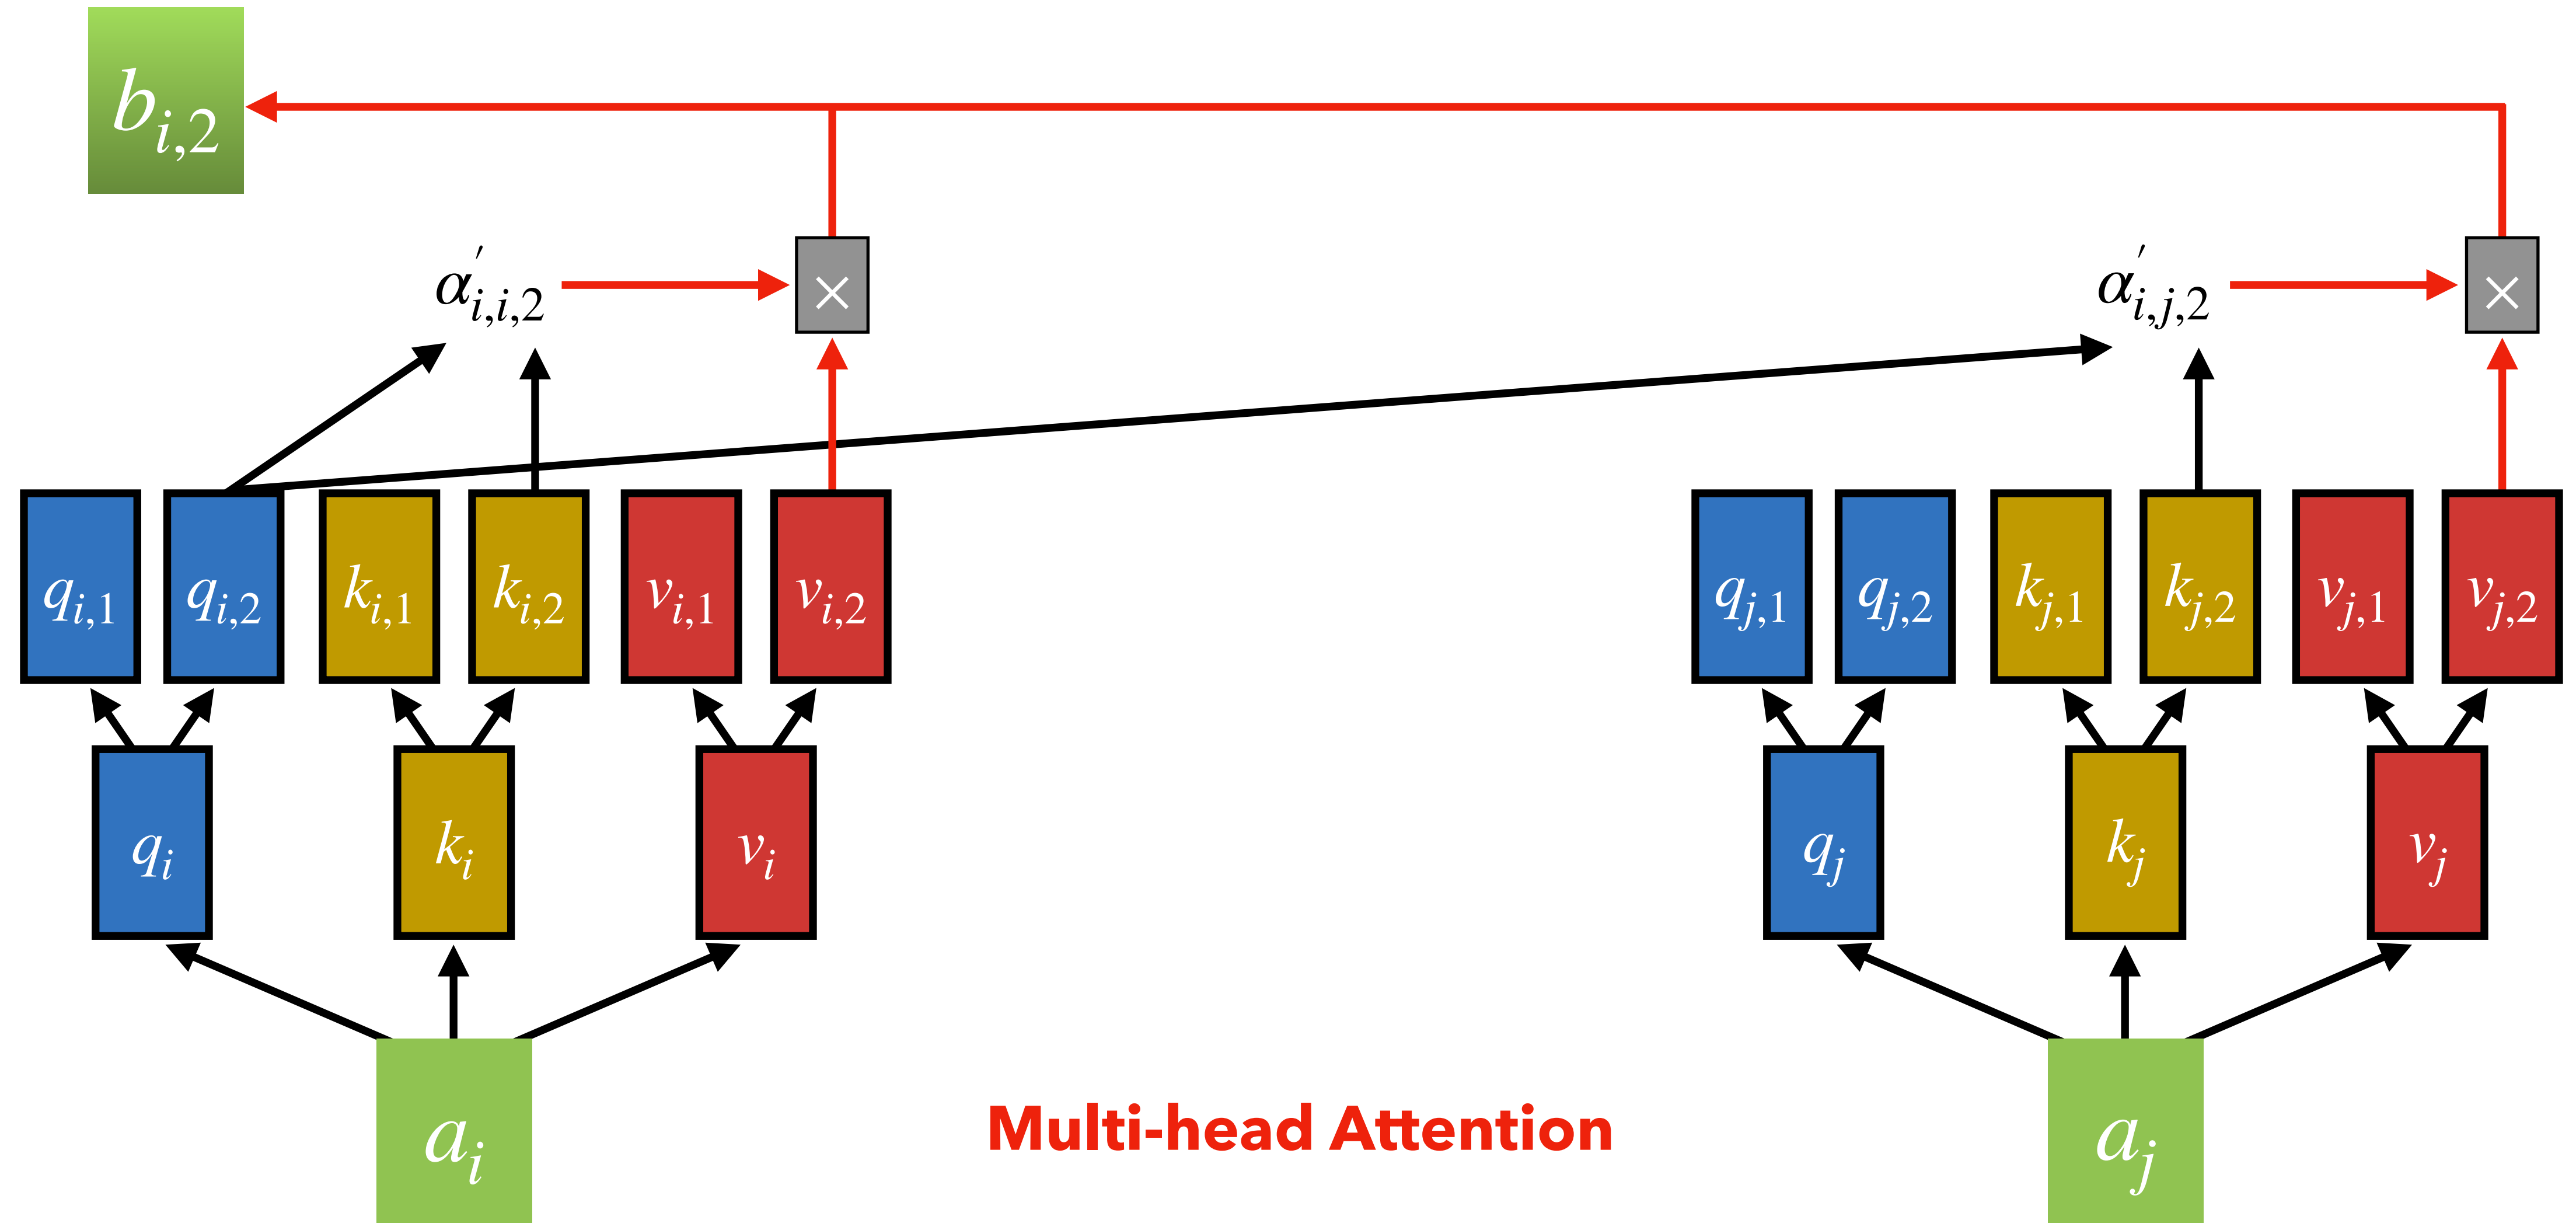 b_{i,2}
α'_{i,i,2} × α'_{i,j,2} ×
q_{i,1} q_{i,2} k_{i,1} k_{i,2} v_{i,1} v_{i,2} q_{j,1} q_{j,2} k_{j,1} k_{j,2} v_{j,1} v_{j,2}
q_i k_i v_i q_j k_j v_j
a_i a_j
Multi-head Attention